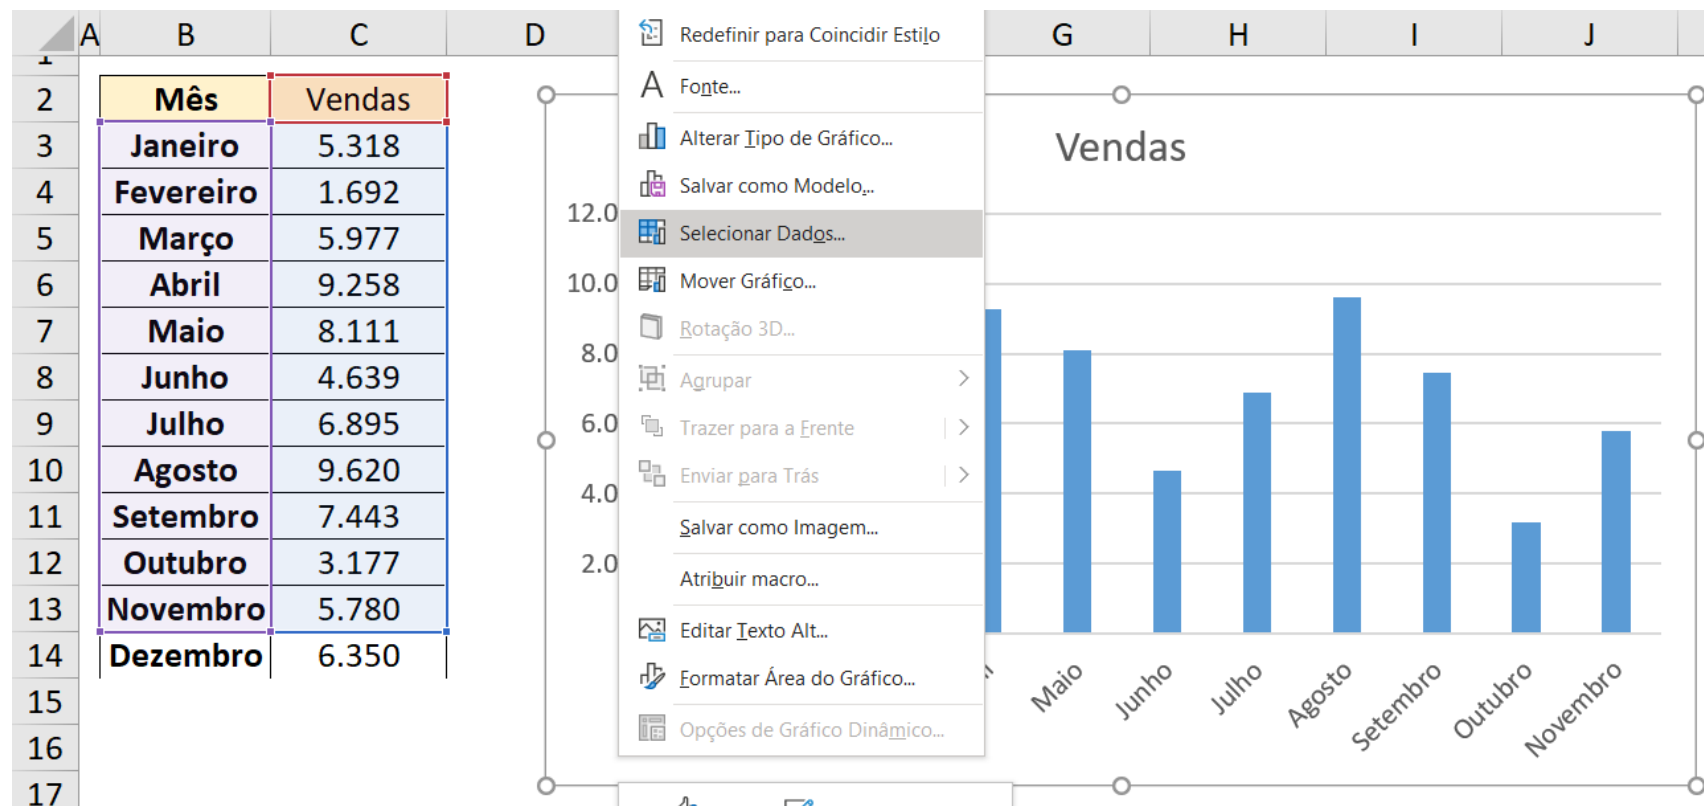 A B C D G H I J
1
2 Mês Vendas
3 Janeiro 5.318
4 Fevereiro 1.692
5 Março 5.977
6 Abril 9.258
7 Maio 8.111
8 Junho 4.639
9 Julho 6.895
10 Agosto 9.620
11 Setembro 7.443
12 Outubro 3.177
13 Novembro 5.780
14 Dezembro 6.350
15
16
17
Redefinir para Coincidir Estilo
A Fonte...
Alterar Tipo de Gráfico...
Salvar como Modelo...
Selecionar Dados...
Mover Gráfico...
Rotação 3D...
Agrupar
Trazer para a Frente
Enviar para Trás
Salvar como Imagem...
Atribuir macro...
Editar Texto Alt...
Formatar Área do Gráfico...
Opções de Gráfico Dinâmico...
Vendas
12.0
10.0
8.0
6.0
4.0
2.0
Maio
Junho
Julho
Agosto
Setembro
Outubro
Novembro